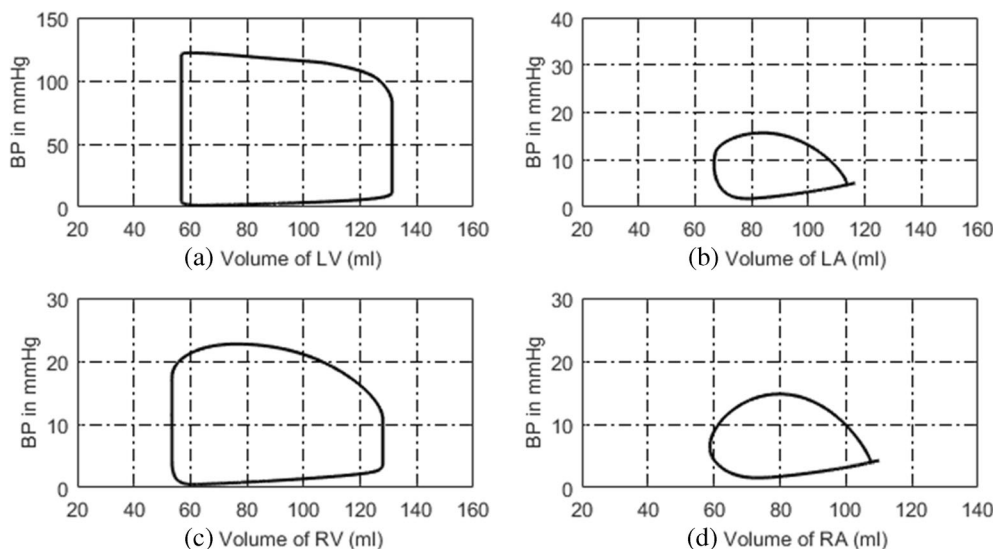 150
100
50
0
BP in mmHg
20 40 60 80 100 120 140 160
(a) Volume of LV (ml)
40
30
20
10
0
BP in mmHg
20 40 60 80 100 120 140 160
(b) Volume of LA (ml)
30
20
10
0
BP in mmHg
20 40 60 80 100 120 140 160
(c) Volume of RV (ml)
30
20
10
0
BP in mmHg
20 40 60 80 100 120 140
(d) Volume of RA (ml)